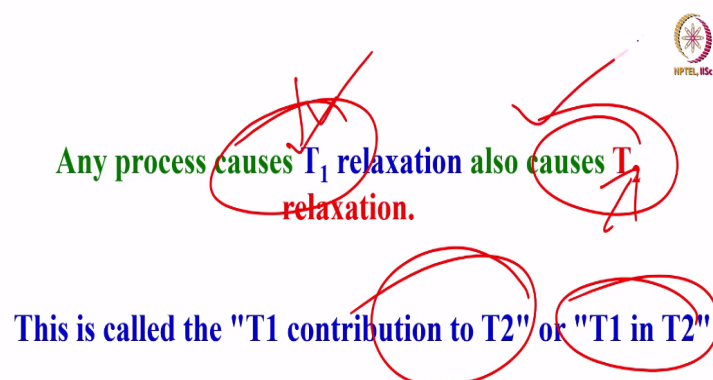 NPTEL, IISc
Any process causes T₁ relaxation also causes T₂
relaxation.
This is called the "T1 contribution to T2" or "T1 in T2"